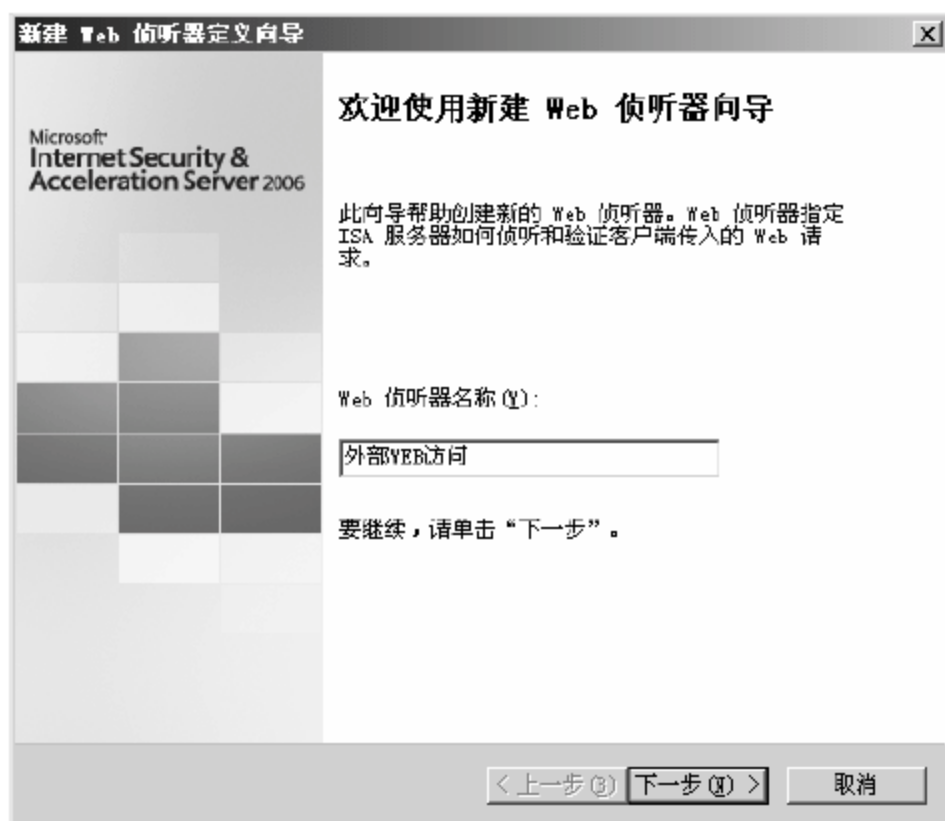 新建 Web 侦听器定义向导
Microsoft
Internet Security &
Acceleration Server 2006
欢迎使用新建 Web 侦听器向导
此向导帮助创建新的 Web 侦听器。Web 侦听器指定
ISA 服务器如何侦听和验证客户端传入的 Web 请
求。
Web 侦听器名称(W):
外部WEB访问
要继续，请单击“下一步”。
< 上一步(B) 下一步(N) > 取消